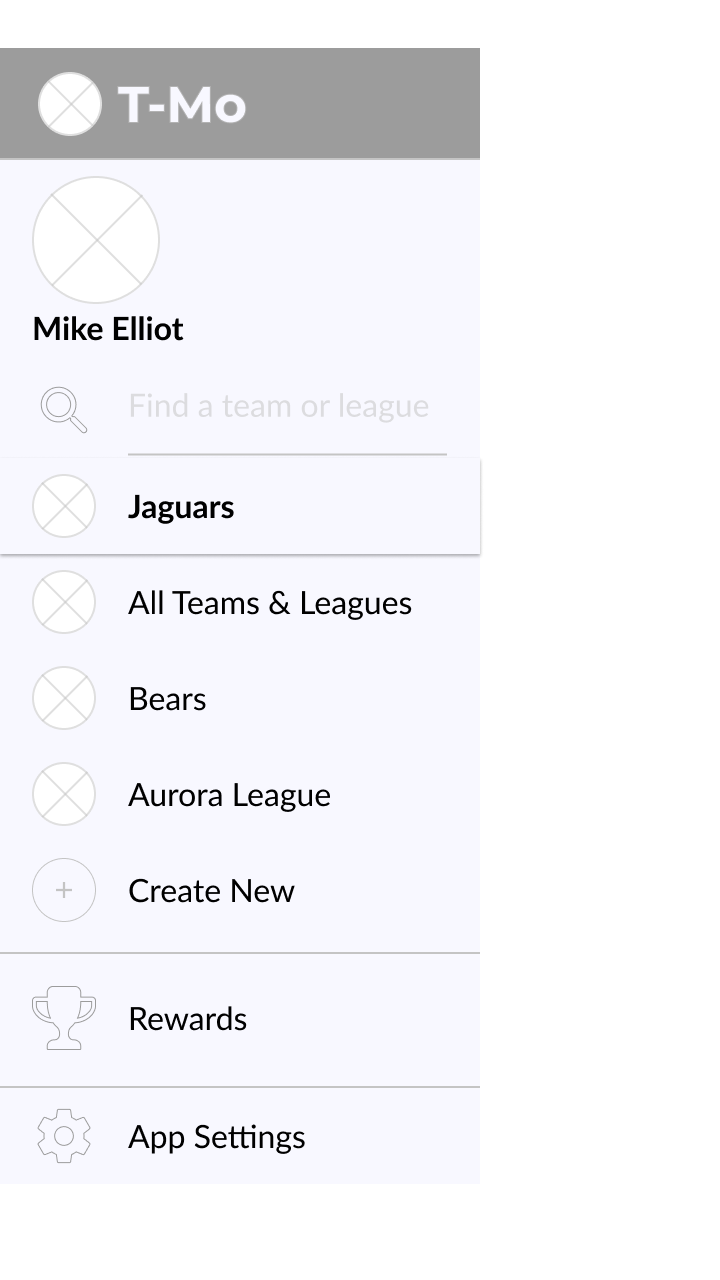 T-Mo
Mike Elliot
Find a team or league
Jaguars
All Teams & Leagues
Bears
Aurora League
Create New
Rewards
App Settings